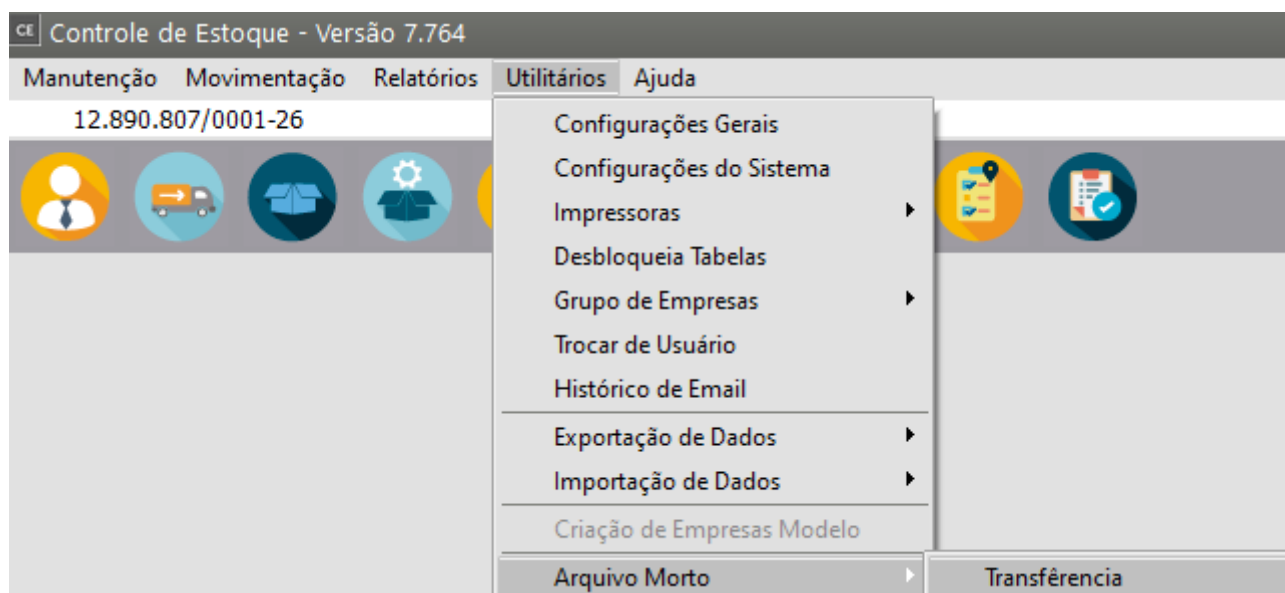 CE Controle de Estoque - Versão 7.764
Manutenção Movimentação Relatórios Utilitários Ajuda
12.890.807/0001-26
Configurações Gerais
Configurações do Sistema
Impressoras
Desbloqueia Tabelas
Grupo de Empresas
Trocar de Usuário
Histórico de Email
Exportação de Dados
Importação de Dados
Criação de Empresas Modelo
Arquivo Morto Transfêrencia